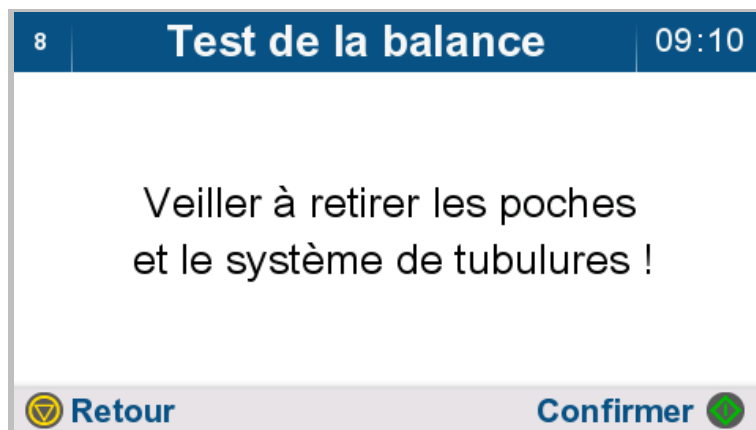 8 Test de la balance 09:10
Veiller à retirer les poches
et le système de tubulures !
Retour Confirmer